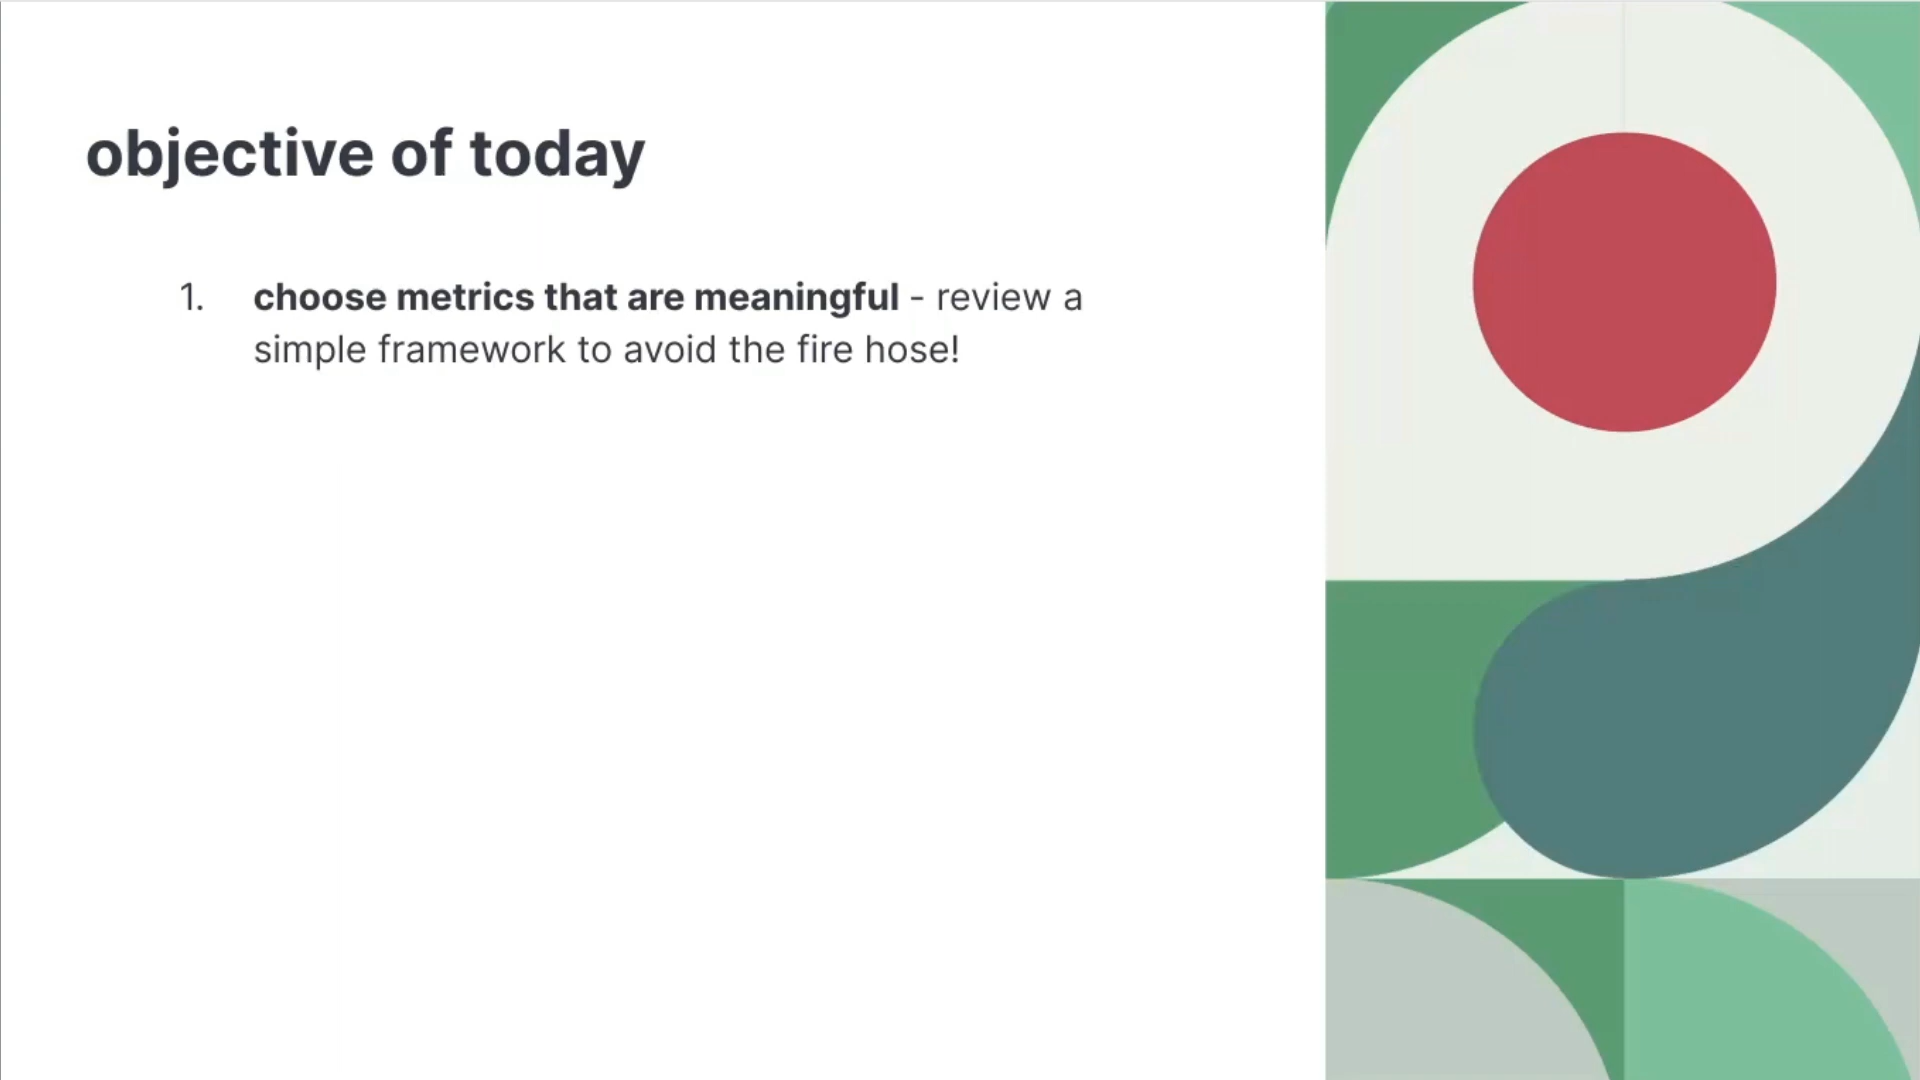 objective of today
1. choose metrics that are meaningful - review a
simple framework to avoid the fire hose!